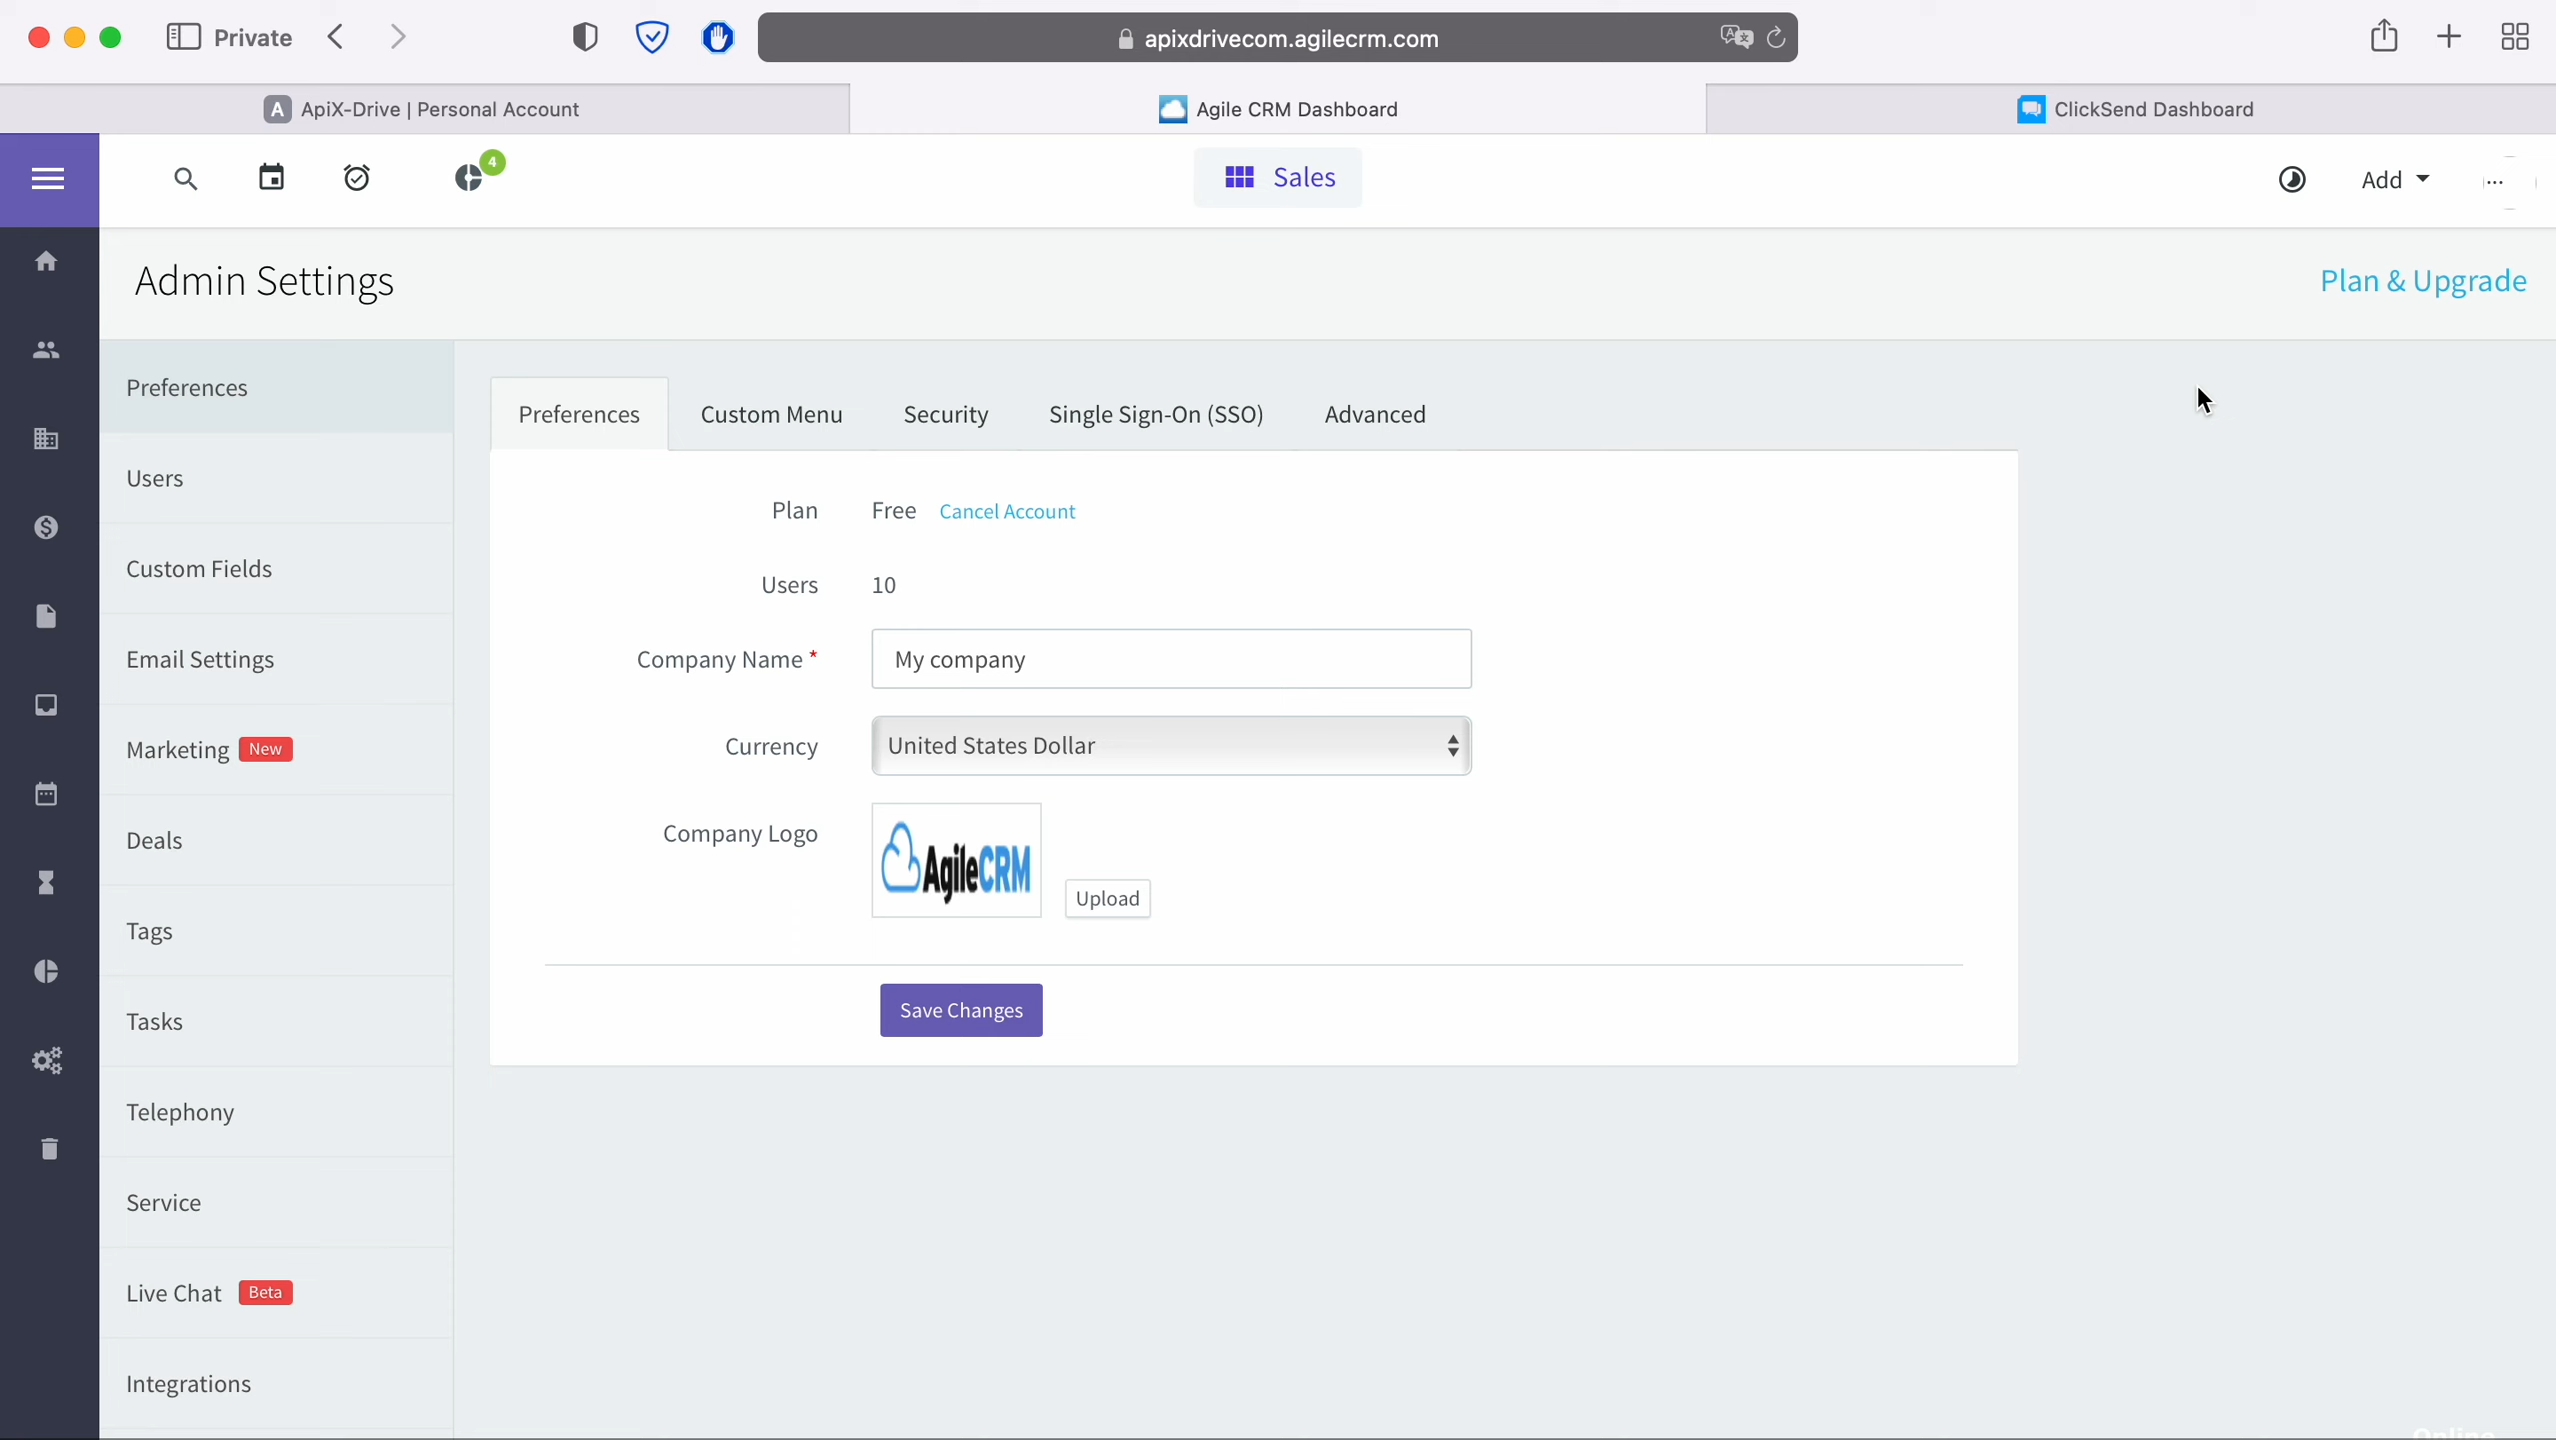 Private
apixdrivecom.agilecrm.com
A ApiX-Drive | Personal Account
Agile CRM Dashboard
ClickSend Dashboard
4
Sales
Add
...
Admin Settings
Plan & Upgrade
Preferences
Users
Custom Fields
Email Settings
Marketing New
Deals
Tags
Tasks
Telephony
Service
Live Chat Beta
Integrations
Preferences Custom Menu Security Single Sign-On (SSO) Advanced
Plan Free Cancel Account
Users 10
Company Name * My company
Currency United States Dollar
Company Logo AgileCRM Upload
Save Changes